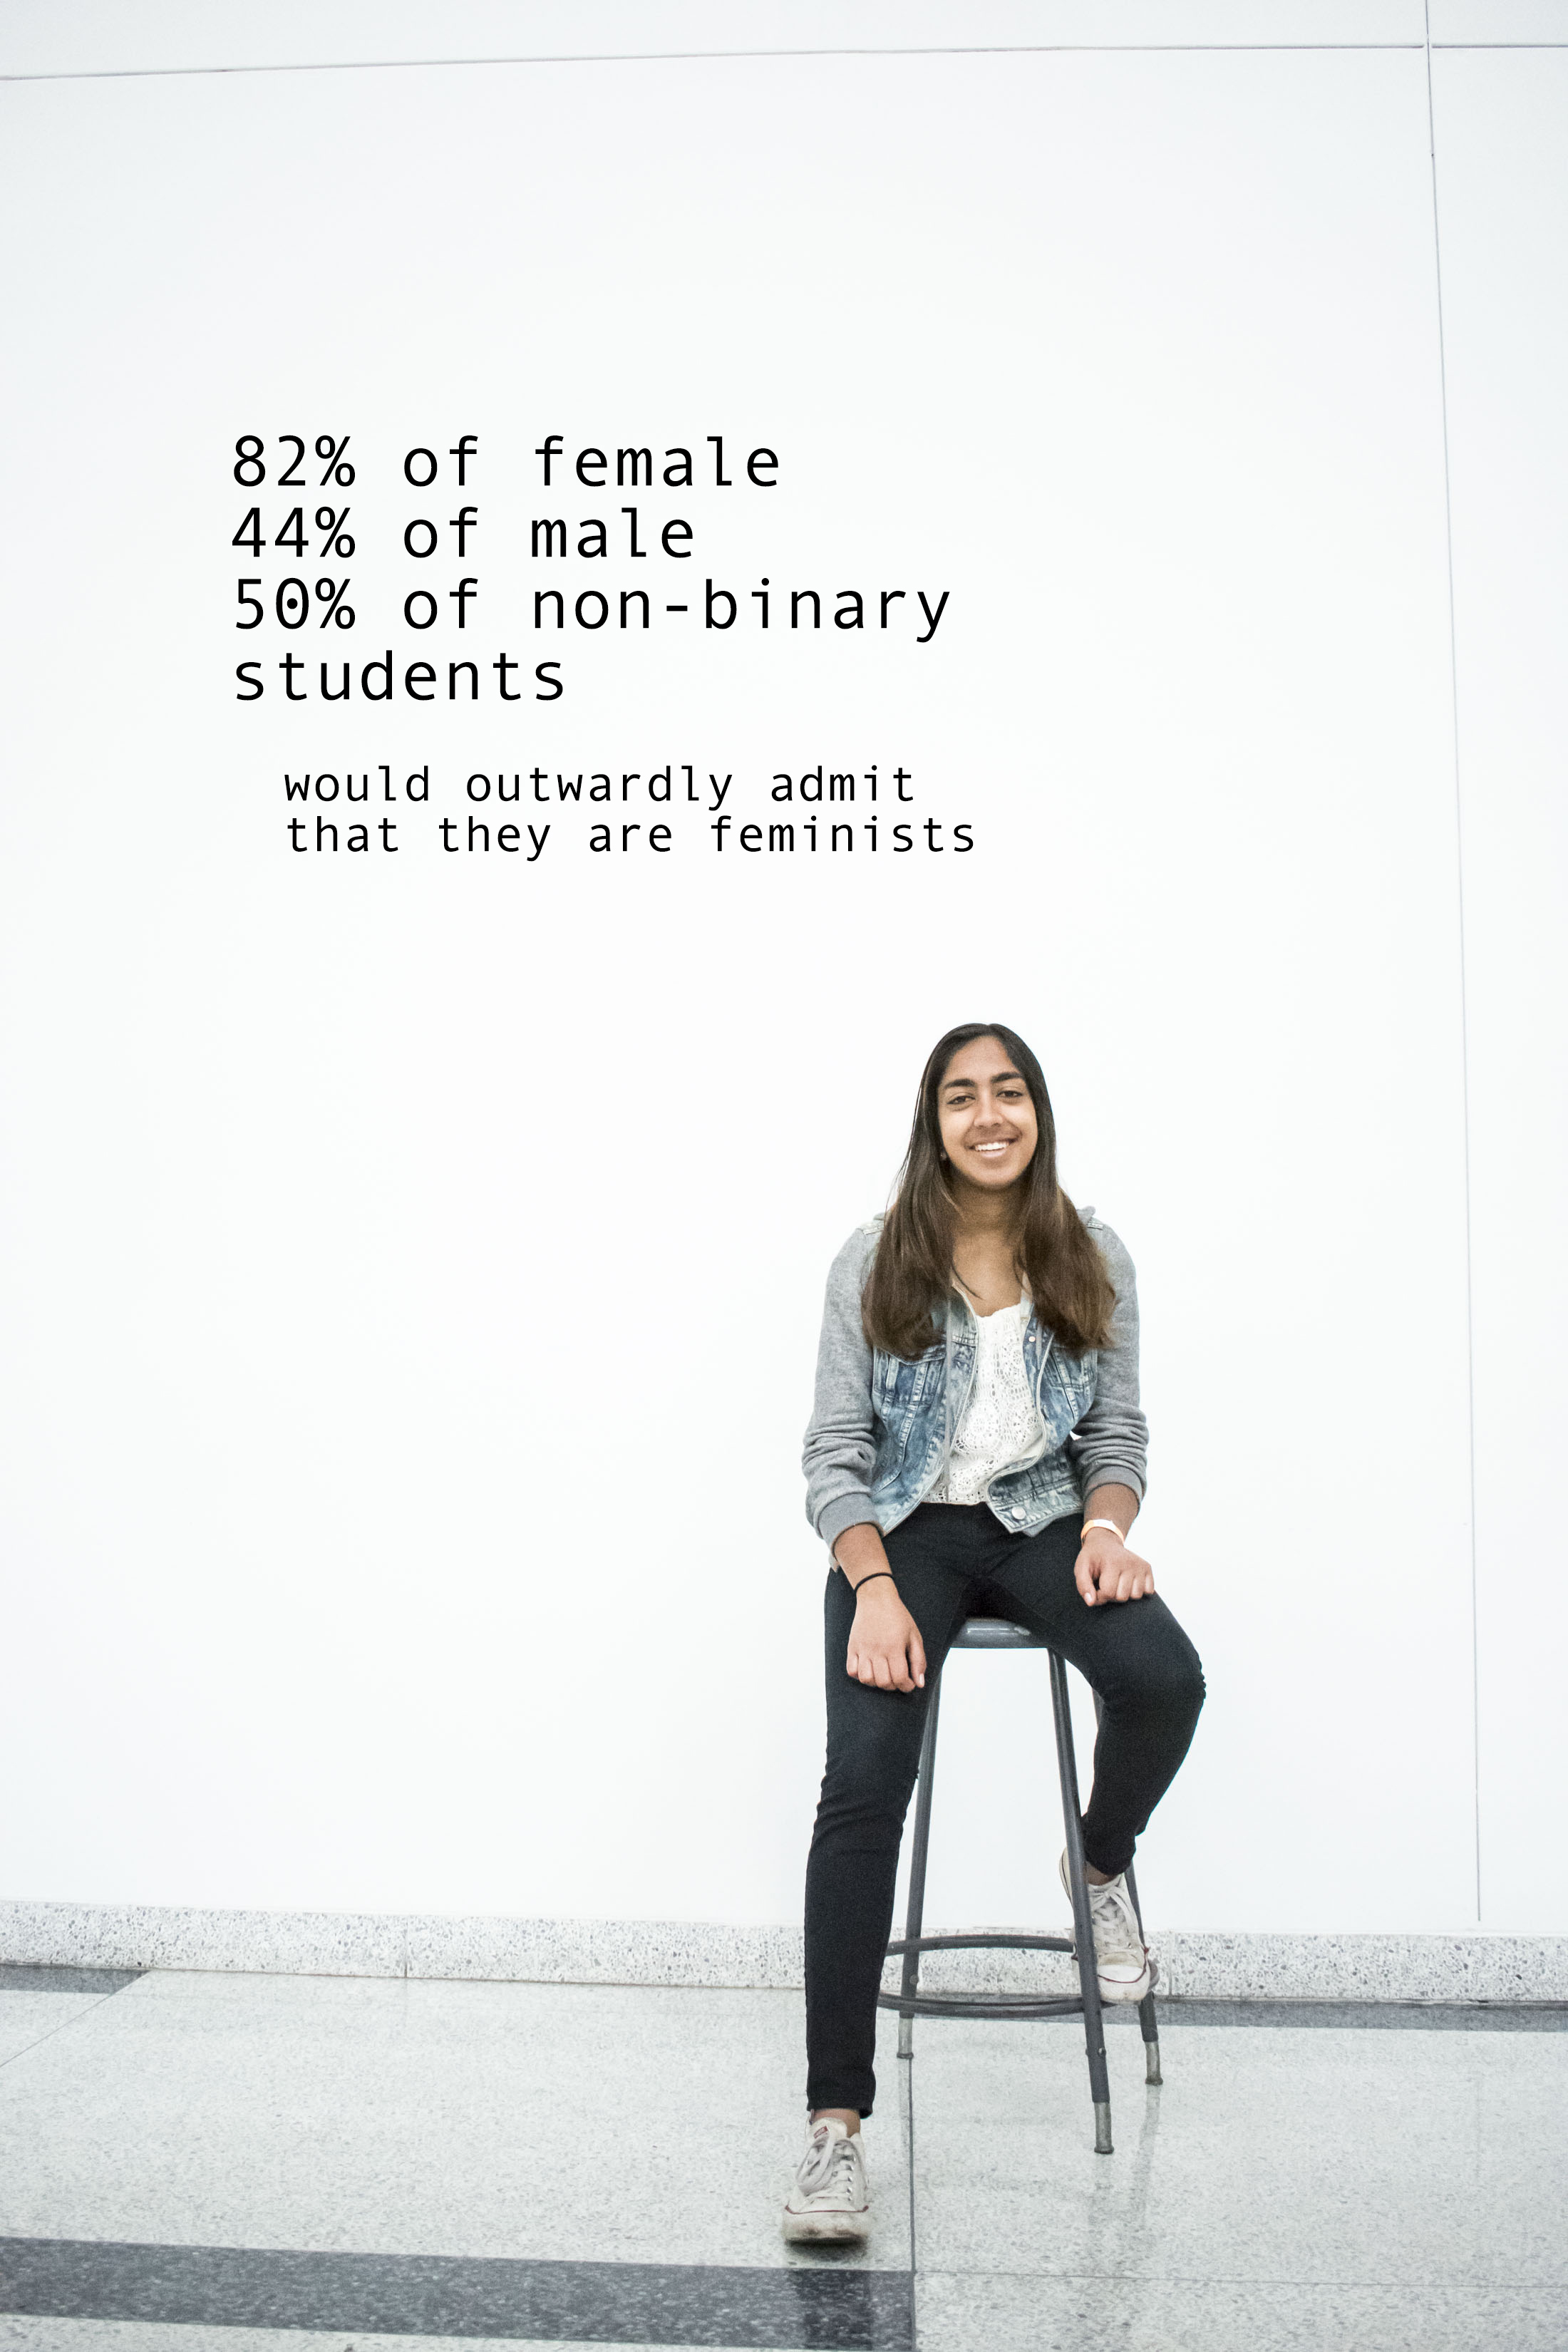 82% of female
44% of male
50% of non-binary
students
would outwardly admit
that they are feminists